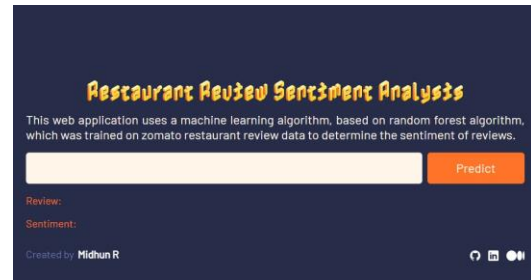 Restaurant Review Sentiment Analysis
This web application uses a machine learning algorithm, based on random forest algorithm,
which was trained on zomato restaurant review data to determine the sentiment of reviews.
Predict
Review:
Sentiment:
Created by Midhun R